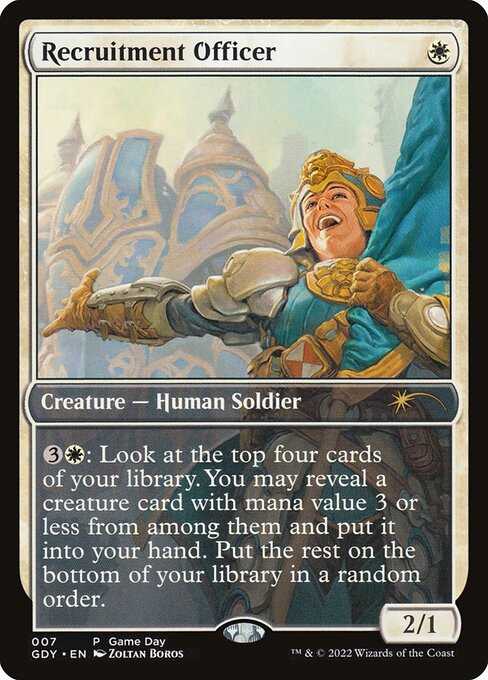 Recruitment Officer
Creature — Human Soldier
3: Look at the top four cards
of your library. You may reveal a
creature card with mana value 3 or
less from among them and put it
into your hand. Put the rest on the
bottom of your library in a random
order.
2/1
007 P Game Day
GDY • EN Zoltan Boros
™ & © 2022 Wizards of the Coast